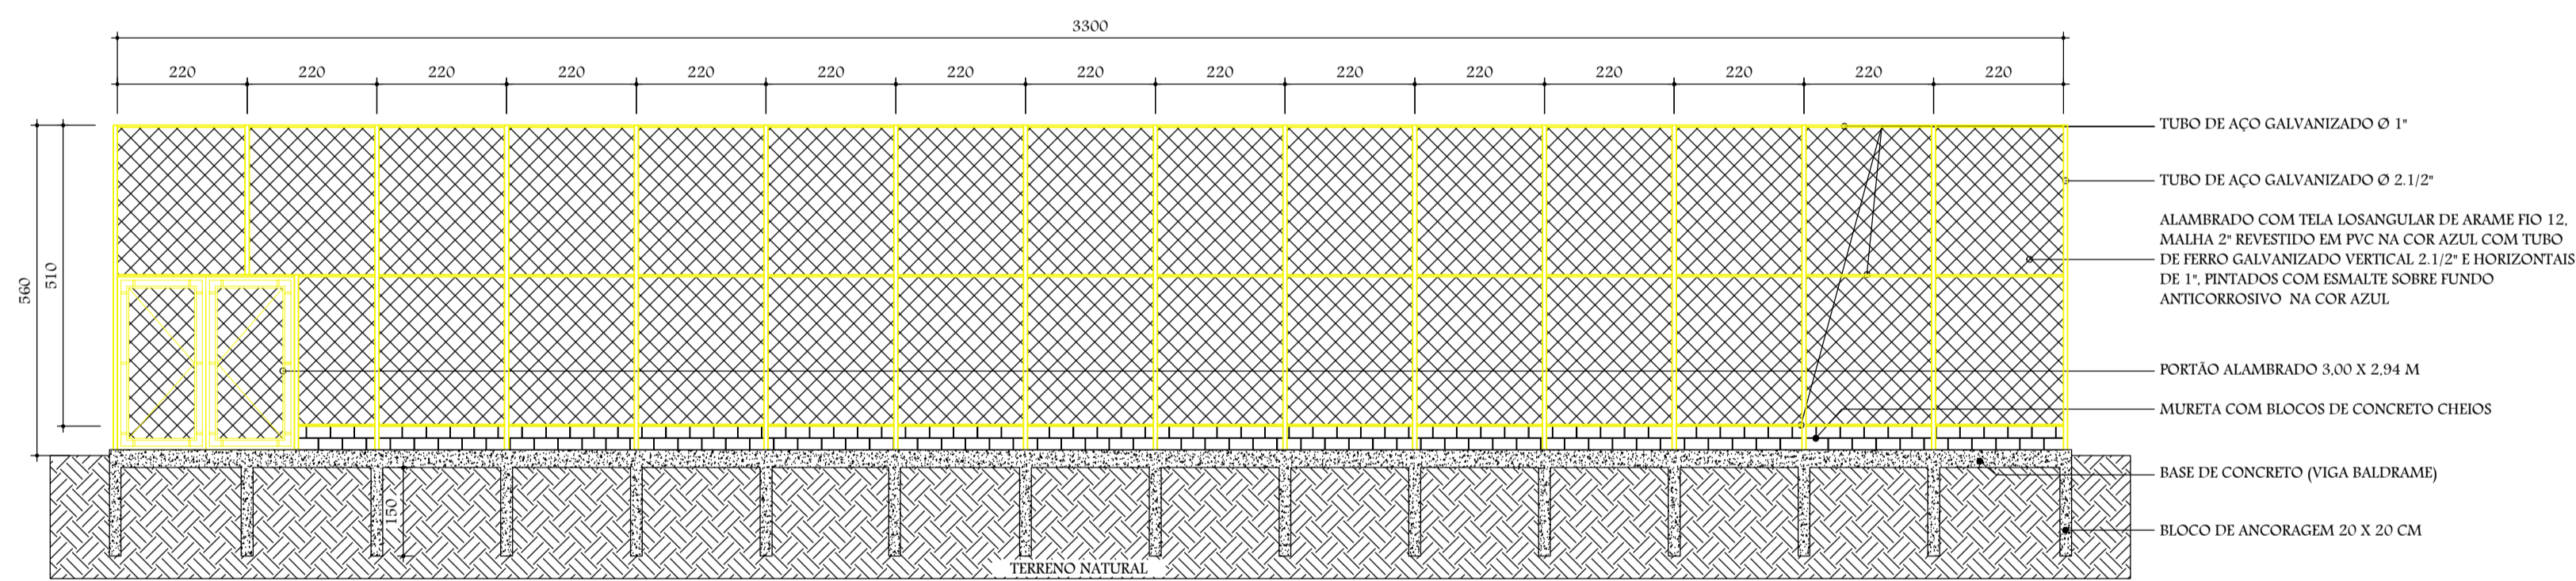 3300
220 220 220 220 220 220 220 220 220 220 220 220 220 220 220
560
510
TUBO DE AÇO GALVANIZADO Ø 1"
TUBO DE AÇO GALVANIZADO Ø 2.1/2"
ALAMBRADO COM TELA LOSANGULAR DE ARAME FIO 12,
MALHA 2" REVESTIDO EM PVC NA COR AZUL COM TUBO
DE FERRO GALVANIZADO VERTICAL 2.1/2" E HORIZONTAIS
DE 1", PINTADOS COM ESMALTE SOBRE FUNDO
ANTICORROSIVO NA COR AZUL
PORTÃO ALAMBRADO 3,00 X 2,94 M
MURETA COM BLOCOS DE CONCRETO CHEIOS
BASE DE CONCRETO (VIGA BALDRAME)
150
BLOCO DE ANCORAGEM 20 X 20 CM
TERRENO NATURAL